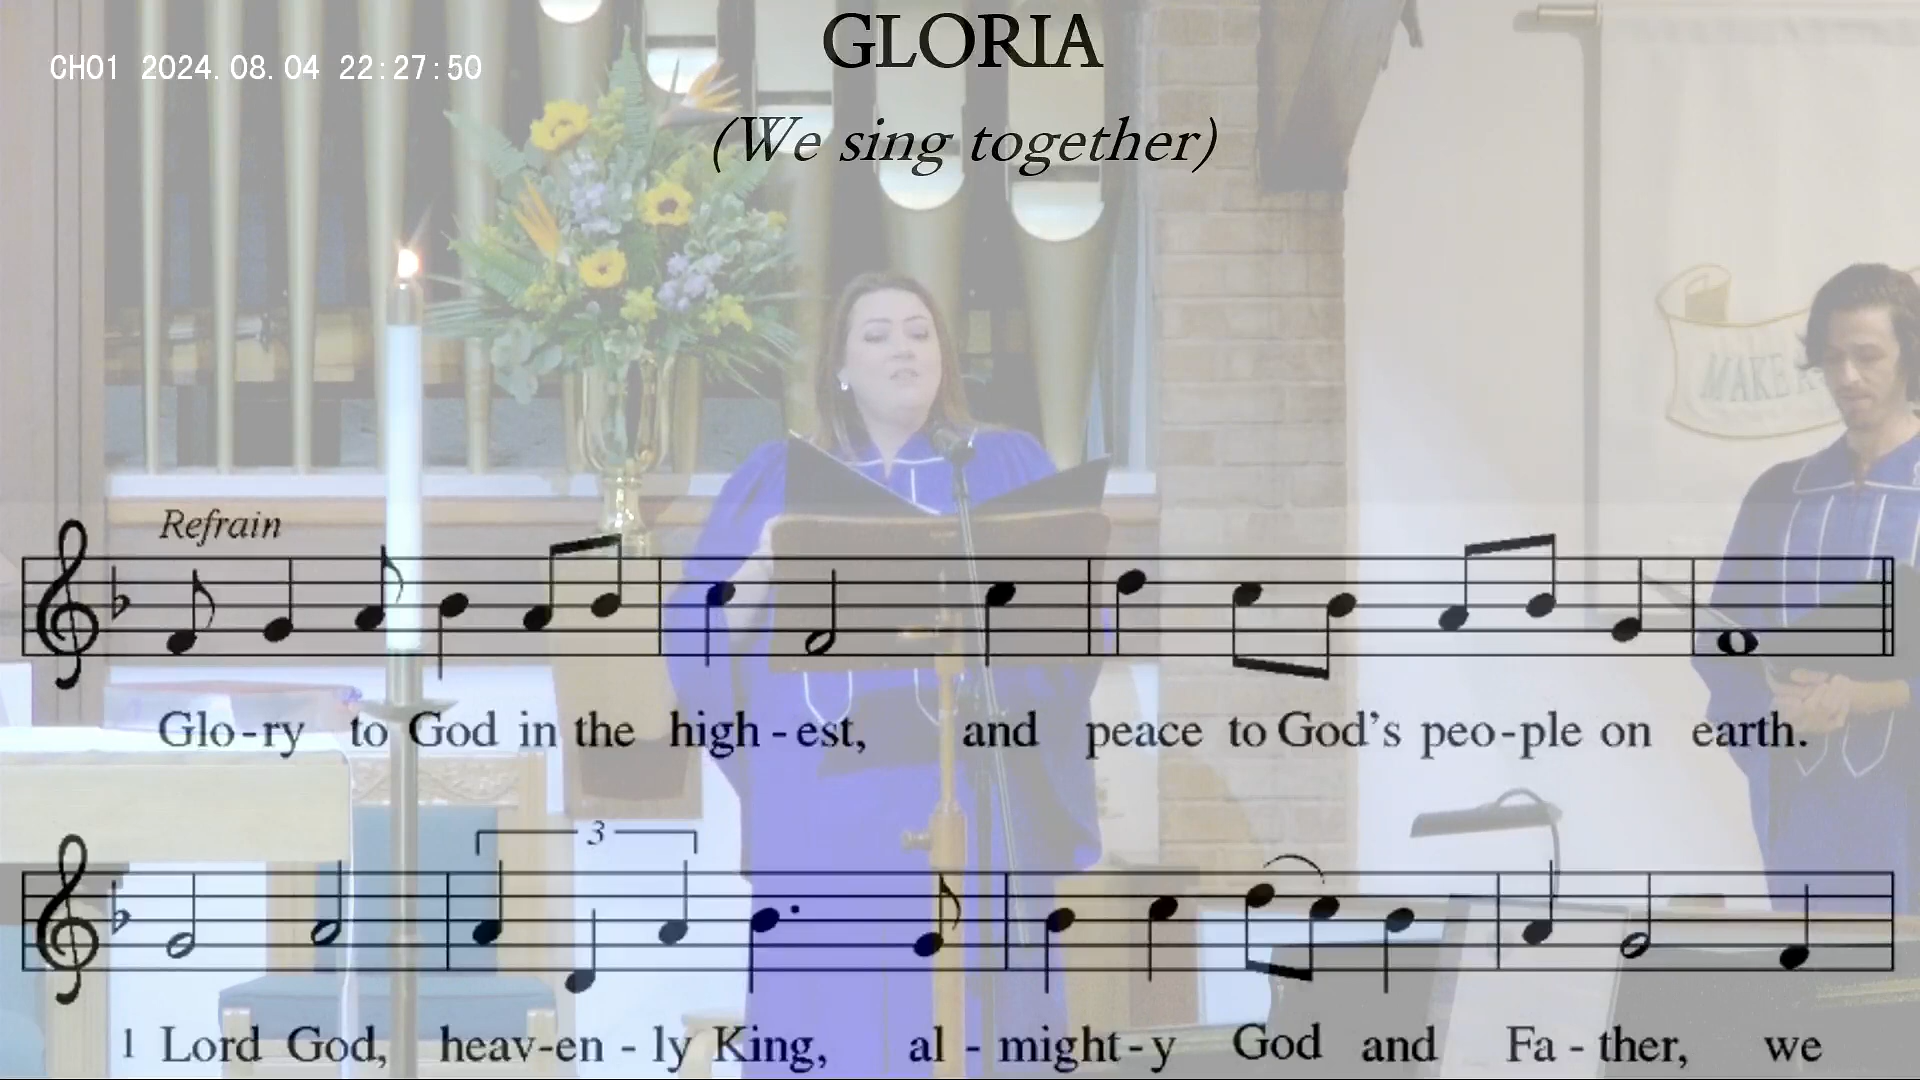 GLORIA
CH01 2024.08.04 22:27:50
(We sing together)
MAKE
Refrain
Glo-ry to God in the high-est, and peace to God's peo-ple on earth.
3
1 Lord God, heav-en-ly King, al-might-y God and Fa-ther, we